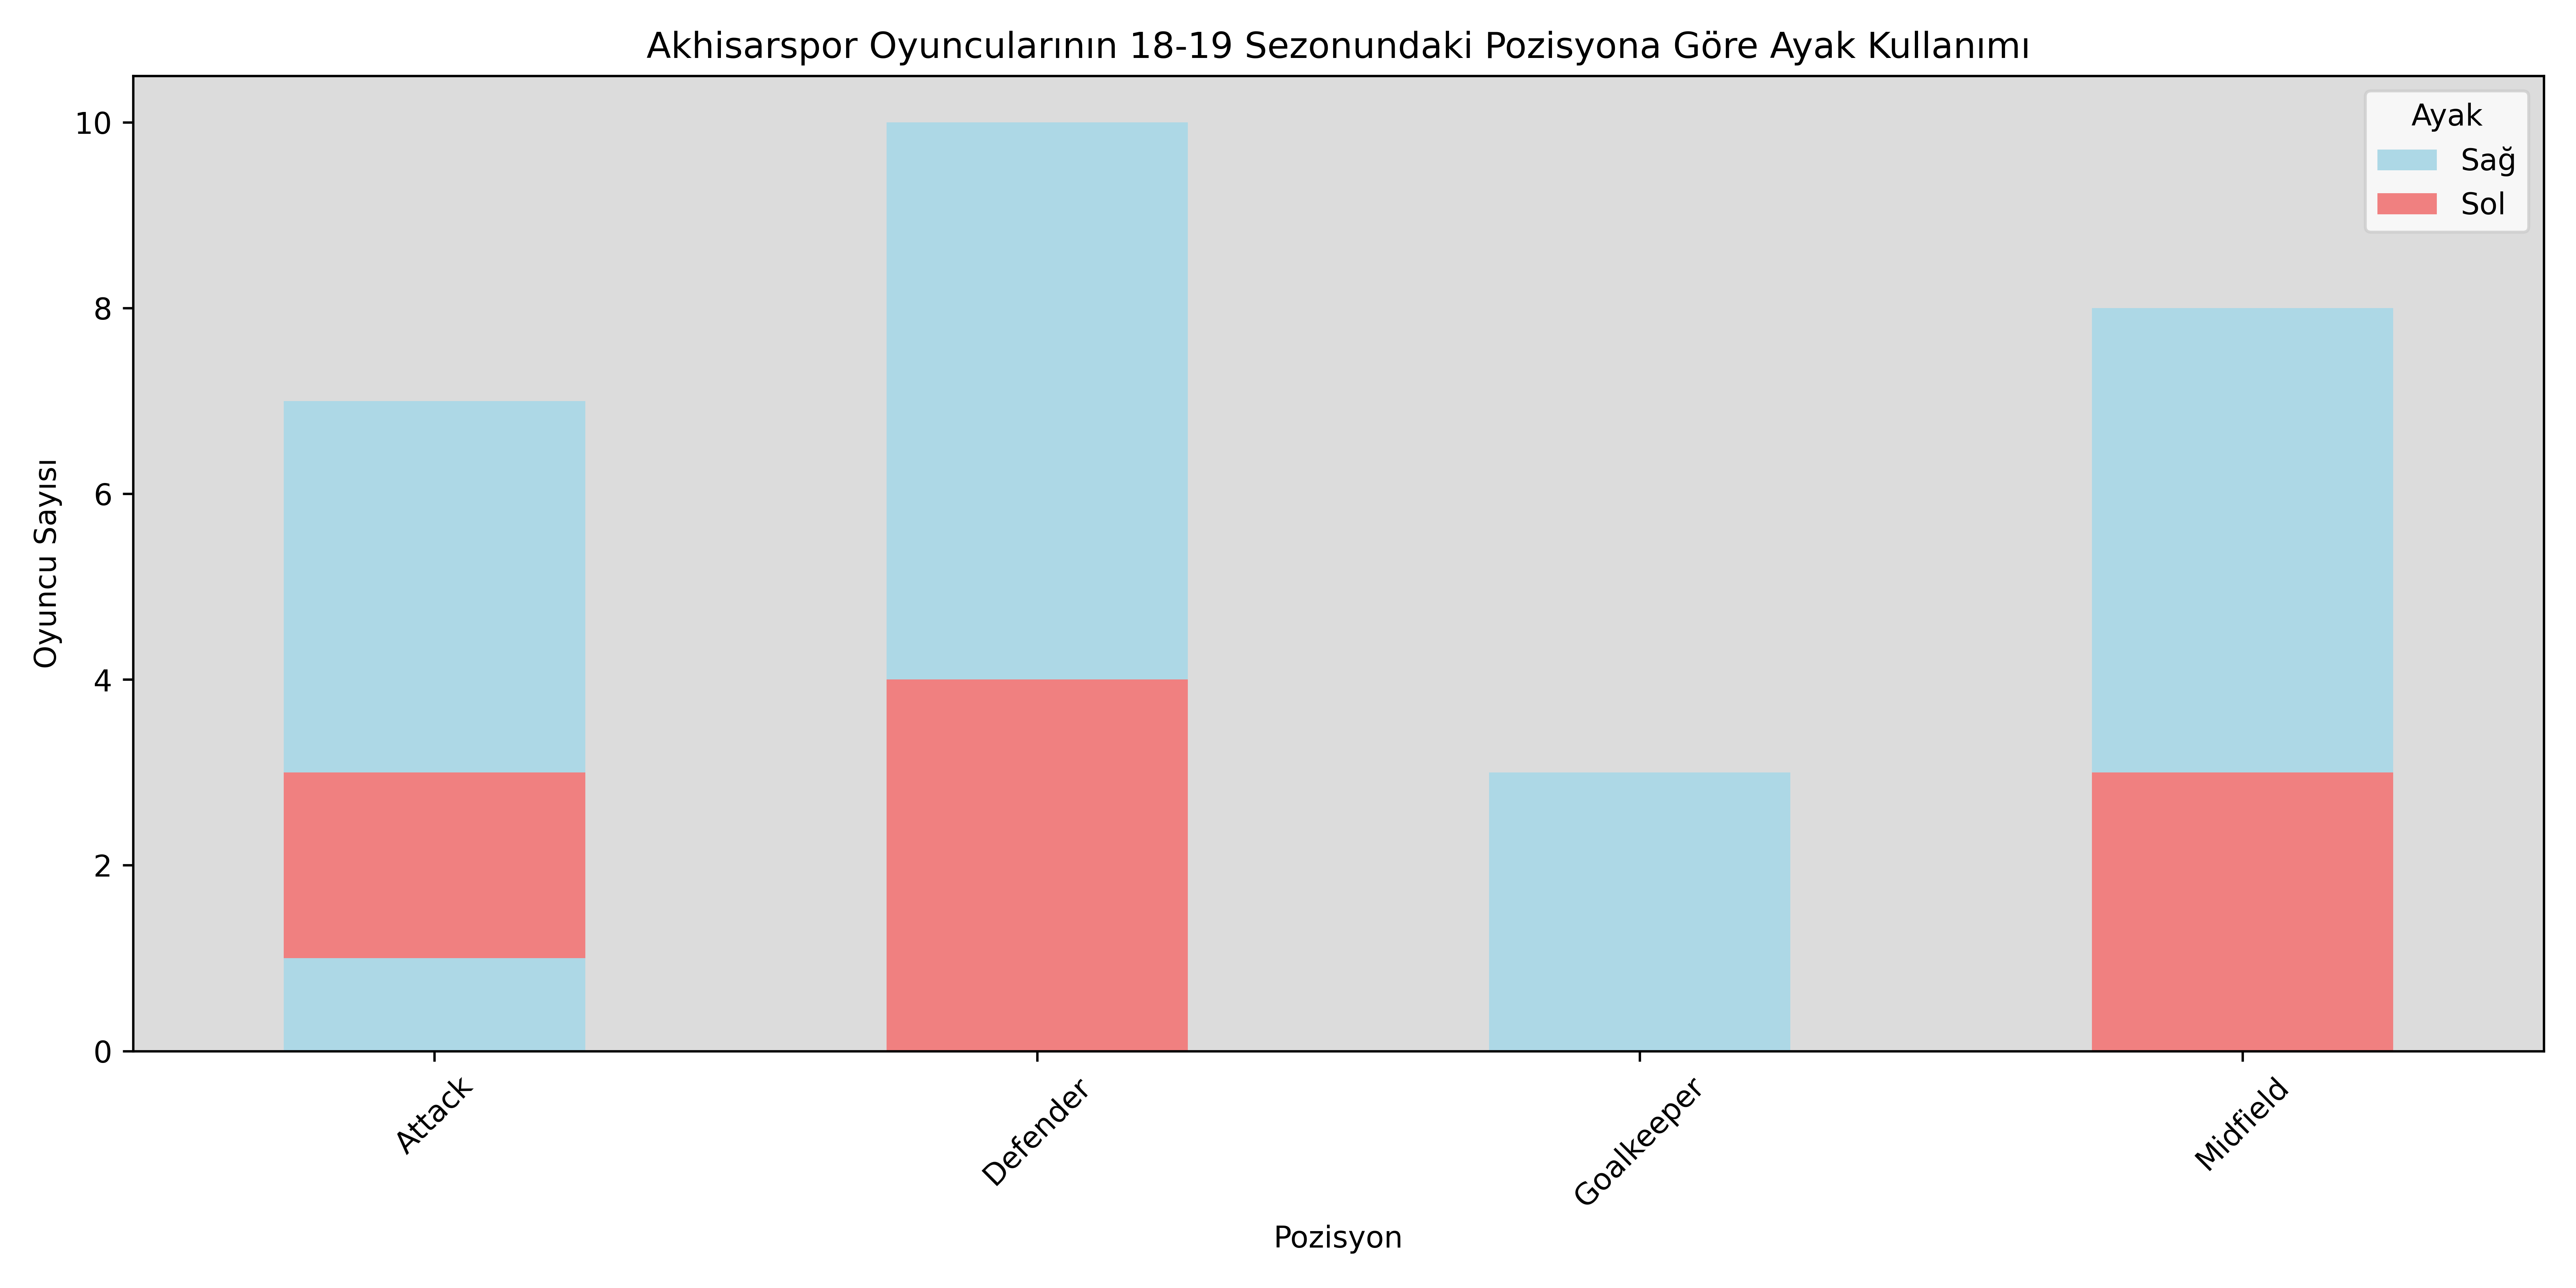 Akhisarspor Oyuncularının 18-19 Sezonundaki Pozisyona Göre Ayak Kullanımı
Ayak
Sağ
Sol
Oyuncu Sayısı
10
8
6
4
2
0
Attack
Defender
Goalkeeper
Midfield
Pozisyon